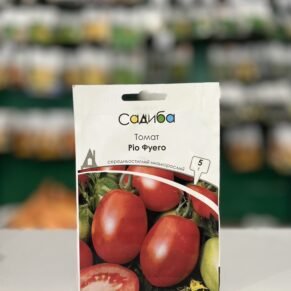 Садиба
Томат
Ріо Фуего
середньостиглий низькорослий
5
г